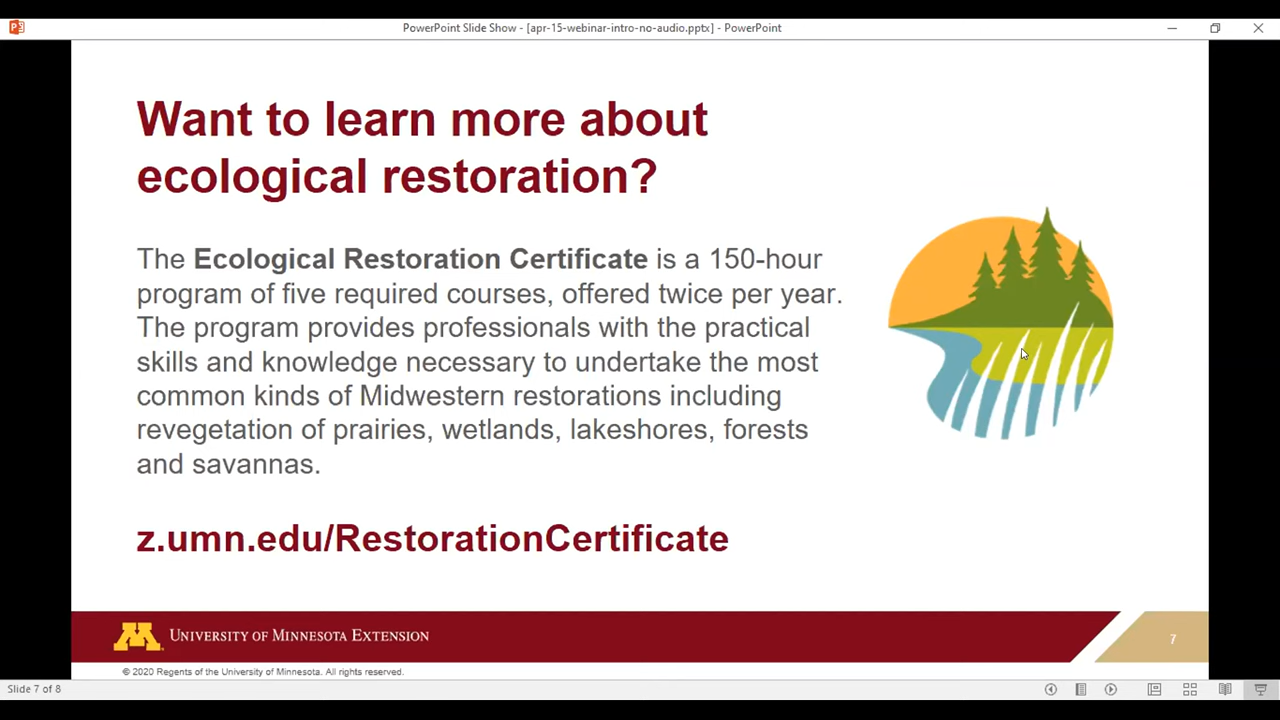 PowerPoint Slide Show - [apr-15-webinar-intro-no-audio.pptx] - PowerPoint
Want to learn more about
ecological restoration?
The Ecological Restoration Certificate is a 150-hour
program of five required courses, offered twice per year.
The program provides professionals with the practical
skills and knowledge necessary to undertake the most
common kinds of Midwestern restorations including
revegetation of prairies, wetlands, lakeshores, forests
and savannas.
z.umn.edu/RestorationCertificate
M UNIVERSITY OF MINNESOTA EXTENSION
7
© 2020 Regents of the University of Minnesota. All rights reserved.
Slide 7 of 8